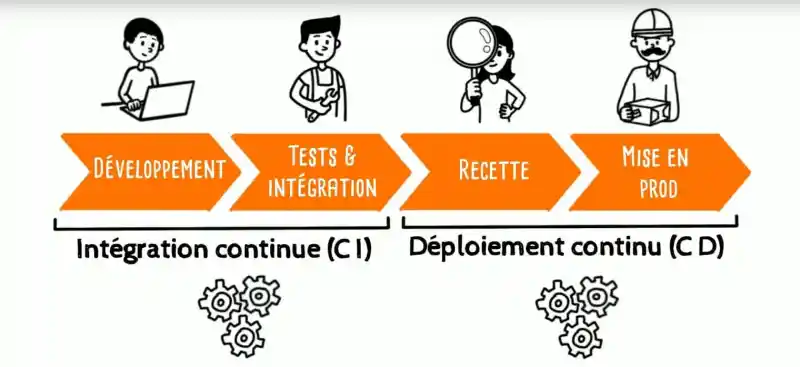 DÉVELOPPEMENT
TESTS &
INTÉGRATION
RECETTE
MISE EN
PROD
Intégration continue (C I)
Déploiement continu (C D)